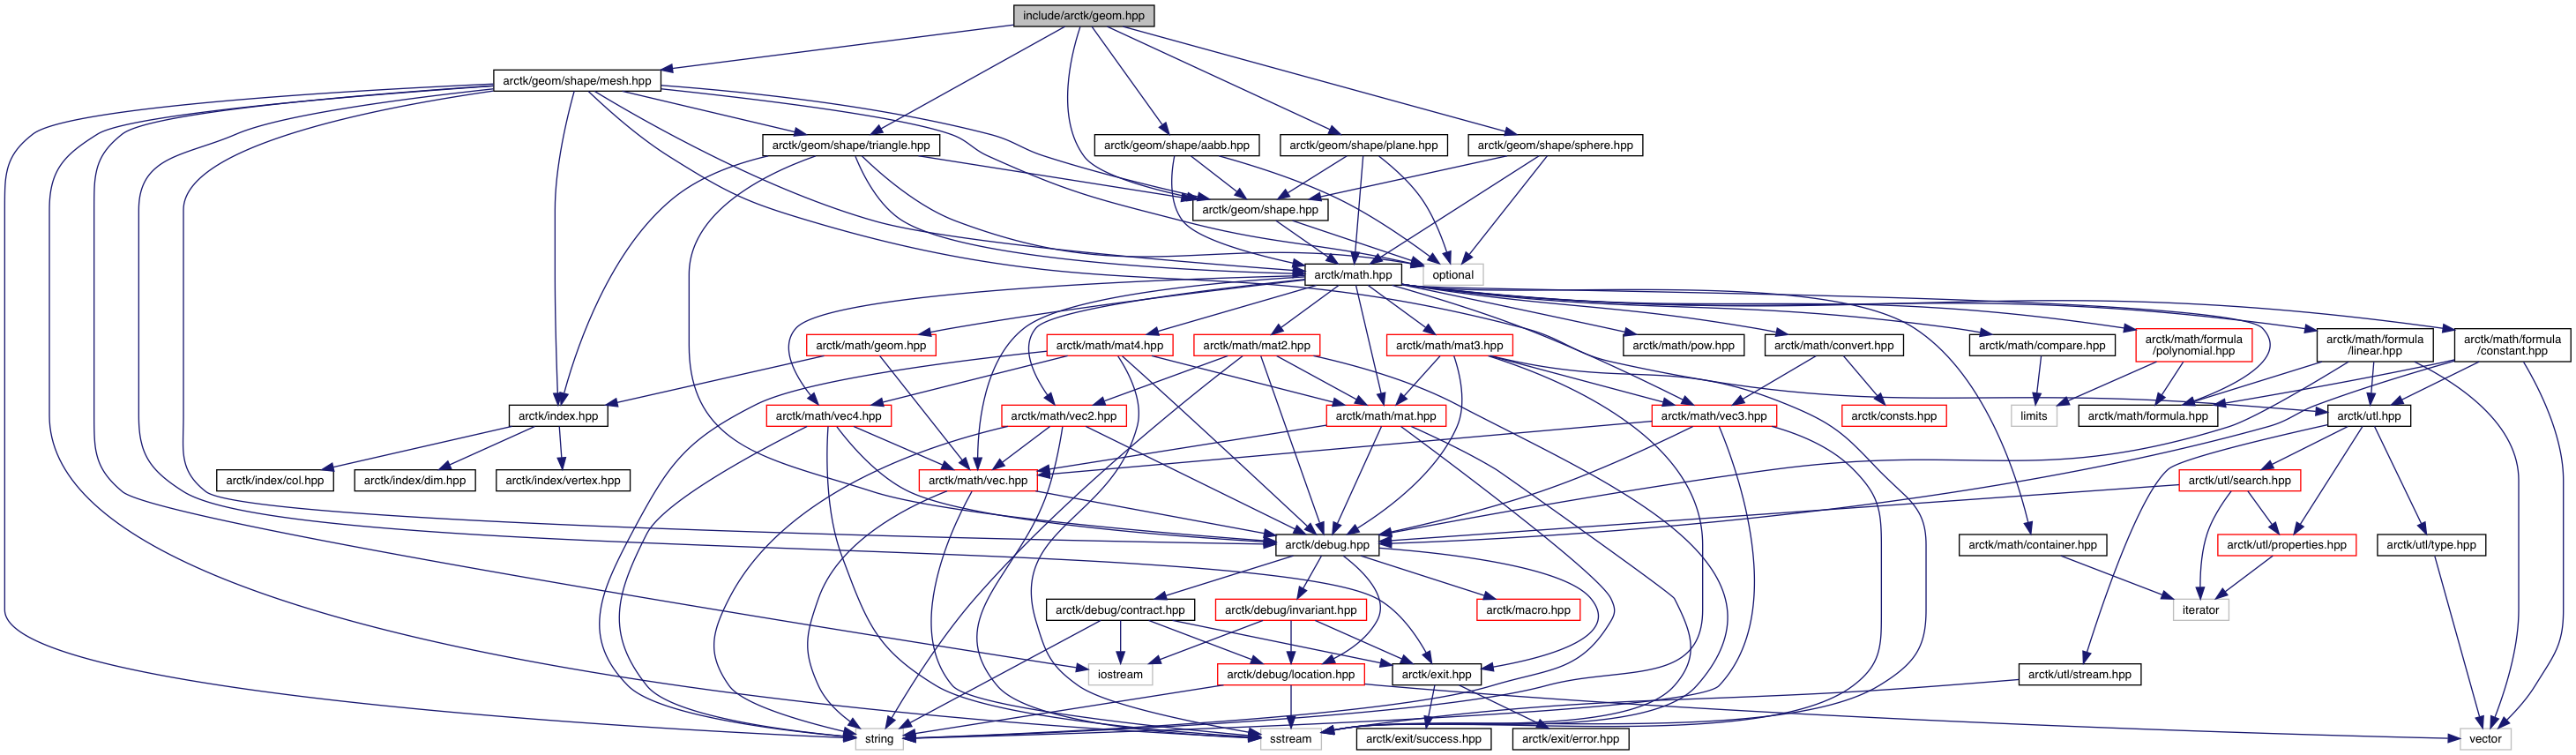 include/arctk/geom.hpp
arctk/geom/shape/mesh.hpp
arctk/geom/shape/triangle.hpp
arctk/geom/shape/aabb.hpp
arctk/geom/shape/plane.hpp
arctk/geom/shape/sphere.hpp
arctk/geom/shape.hpp
arctk/math.hpp
optional
arctk/math/geom.hpp
arctk/math/mat4.hpp
arctk/math/mat2.hpp
arctk/math/mat3.hpp
arctk/math/pow.hpp
arctk/math/convert.hpp
arctk/math/compare.hpp
arctk/math/formula
/polynomial.hpp
arctk/math/formula
/linear.hpp
arctk/math/formula
/constant.hpp
arctk/index.hpp
arctk/math/vec4.hpp
arctk/math/vec2.hpp
arctk/math/mat.hpp
arctk/math/vec3.hpp
arctk/consts.hpp
limits
arctk/math/formula.hpp
arctk/utl.hpp
arctk/index/col.hpp
arctk/index/dim.hpp
arctk/index/vertex.hpp
arctk/math/vec.hpp
arctk/utl/search.hpp
arctk/debug.hpp
arctk/math/container.hpp
arctk/utl/properties.hpp
arctk/utl/type.hpp
arctk/debug/contract.hpp
arctk/debug/invariant.hpp
arctk/macro.hpp
iterator
iostream
arctk/debug/location.hpp
arctk/exit.hpp
arctk/utl/stream.hpp
string
sstream
arctk/exit/success.hpp
arctk/exit/error.hpp
vector